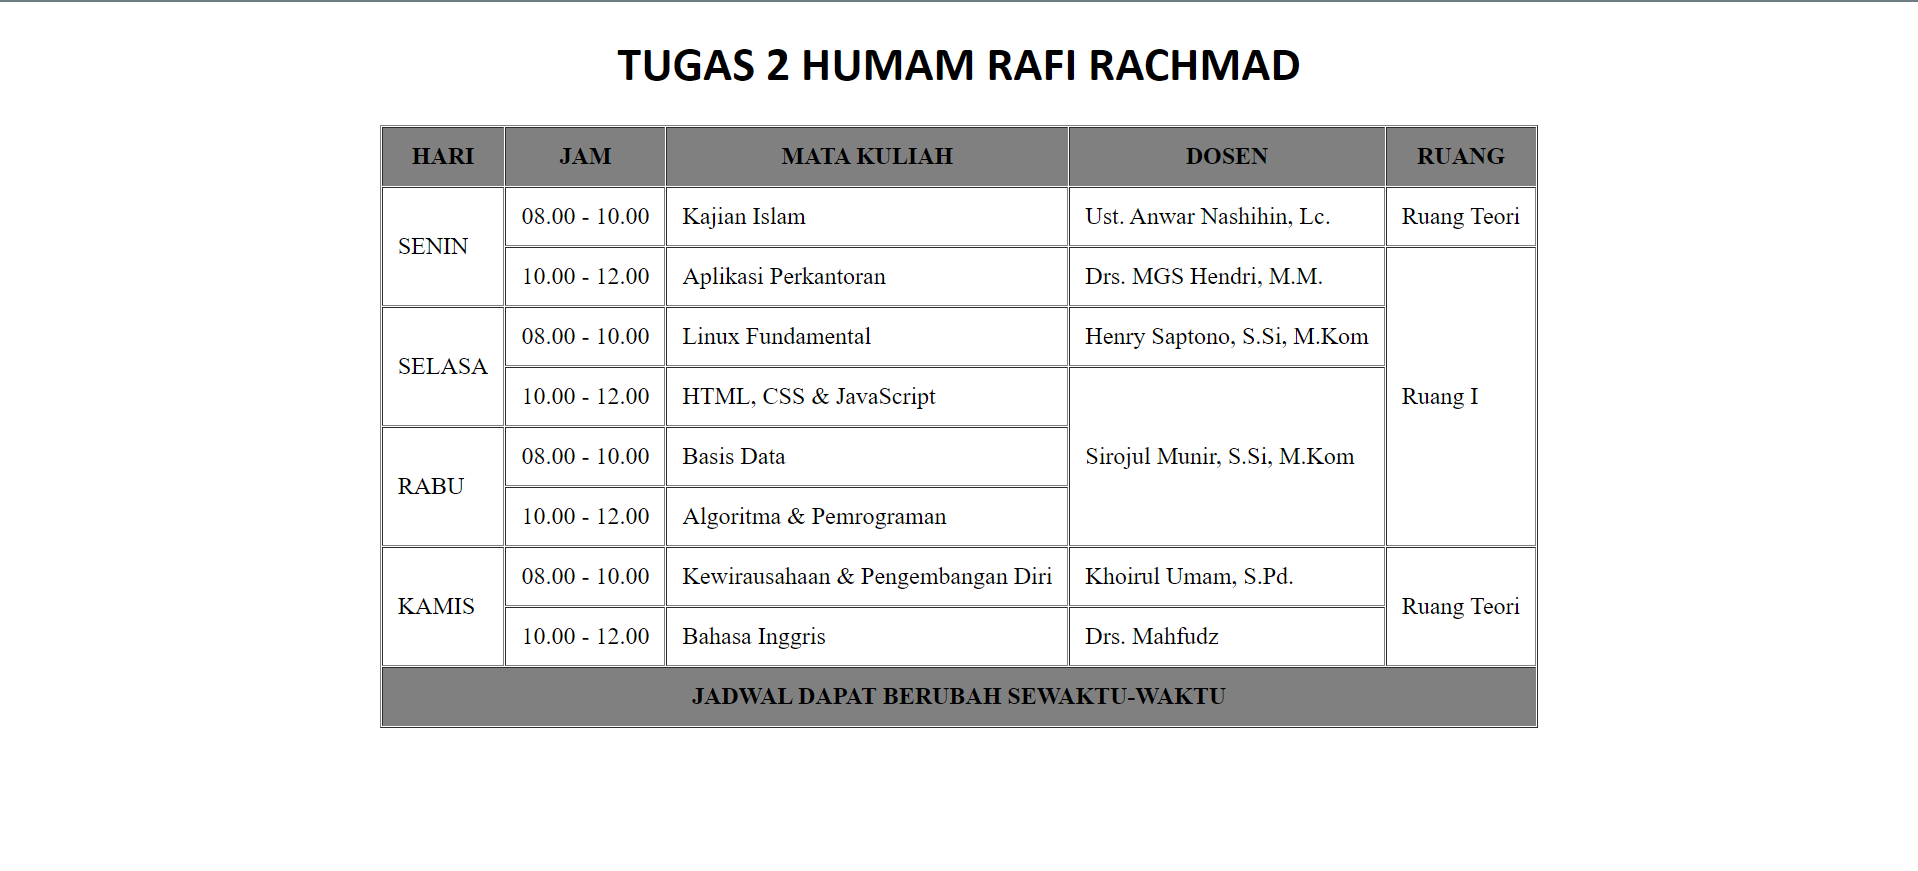 TUGAS 2 HUMAM RAFI RACHMAD
HARI JAM MATA KULIAH DOSEN RUANG
SENIN 08.00 - 10.00 Kajian Islam Ust. Anwar Nashihin, Lc. Ruang Teori
10.00 - 12.00 Aplikasi Perkantoran Drs. MGS Hendri, M.M. Ruang I
SELASA 08.00 - 10.00 Linux Fundamental Henry Saptono, S.Si, M.Kom
10.00 - 12.00 HTML, CSS & JavaScript Sirojul Munir, S.Si, M.Kom
RABU 08.00 - 10.00 Basis Data
10.00 - 12.00 Algoritma & Pemrograman
KAMIS 08.00 - 10.00 Kewirausahaan & Pengembangan Diri Khoirul Umam, S.Pd. Ruang Teori
10.00 - 12.00 Bahasa Inggris Drs. Mahfudz
JADWAL DAPAT BERUBAH SEWAKTU-WAKTU